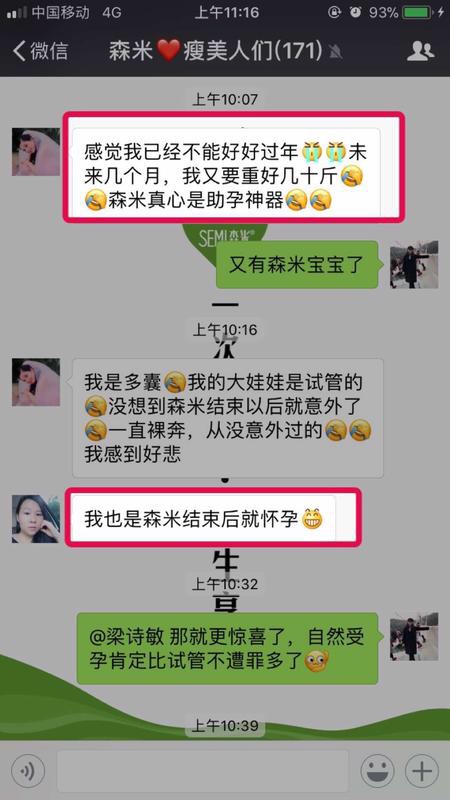 中国移动 4G 上午11:16 93%
微信 森米❤️瘦美人们(171)
上午10:07
感觉我已经不能好好过年😭😭未
来几个月，我又要重好几十斤🤣
🤣森米真心是助孕神器🤣🤣
SEMI森米
又有森米宝宝了
一
上午10:16
次
我是多囊🤣我的大娃娃是试管的
🤣没想到森米结束以后就意外了
🤣一直裸奔，从没意外过的🤣🤣
我感到好悲
我也是森米结束后就怀孕😁
生
上午10:32
享
@梁诗敏 那就更惊喜了，自然受
孕肯定比试管不遭罪多了🤭
上午10:39